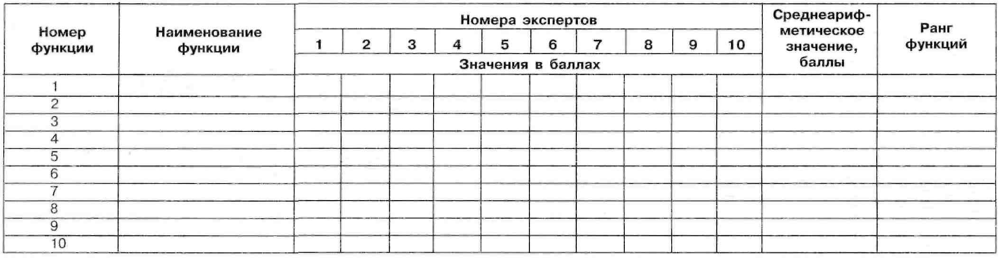 Номер
функции
Наименование
функции
Номера экспертов
1 2 3 4 5 6 7 8 9 10
Значения в баллах
Среднеариф-
метическое
значение,
баллы
Ранг
функций
1
2
3
4
5
6
7
8
9
10